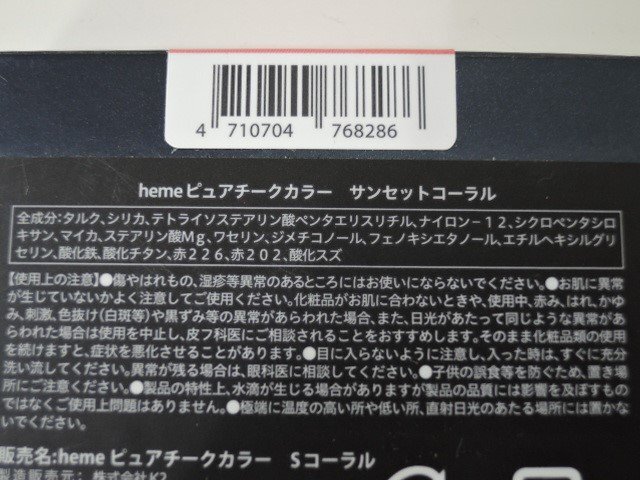 4 710704 768286
hemeピュアチークカラー サンセットコーラル
全成分:タルク、シリカ、テトライソステアリン酸ペンタエリスリチル、ナイロン－１２、シクロペンタシロ
キサン、マイカ、ステアリン酸Ｍｇ、ワセリン、ジメチコノール、フェノキシエタノール、エチルヘキシルグリ
セリン、酸化鉄、酸化チタン、赤２２６、赤２０２、酸化スズ
【使用上の注意】●傷やはれもの、湿疹等異常のあるところにはお使いにならないでください。●お肌に異常
が生じていないかよく注意してご使用ください。化粧品がお肌に合わないときや、使用中、赤み、はれ、かゆ
み、刺激、色抜け(白斑等)や黒ずみ等の異常があらわれた場合、また、日光があたって同じような異常があ
らわれた場合は使用を中止し、皮フ科医にご相談されることをおすすめします。そのまま化粧品類の使用
を続けますと、症状を悪化させることがあります。●目に入らないように注意し、入った時は、すぐに充分
洗い流してください。異常が残る場合は、眼科医に相談してください。●子供の誤食等を防ぐため、置き場
所にご注意ください。●製品の特性上、水滴が生じる場合がありますが製品の品質には影響を及ぼすもの
ではなくご使用上問題はありません。●極端に温度の高い所や低い所、直射日光のあたる場所には置かな
いでください。
販売名:heme ピュアチークカラー Sコーラル
製造販売元: 株式会社K2